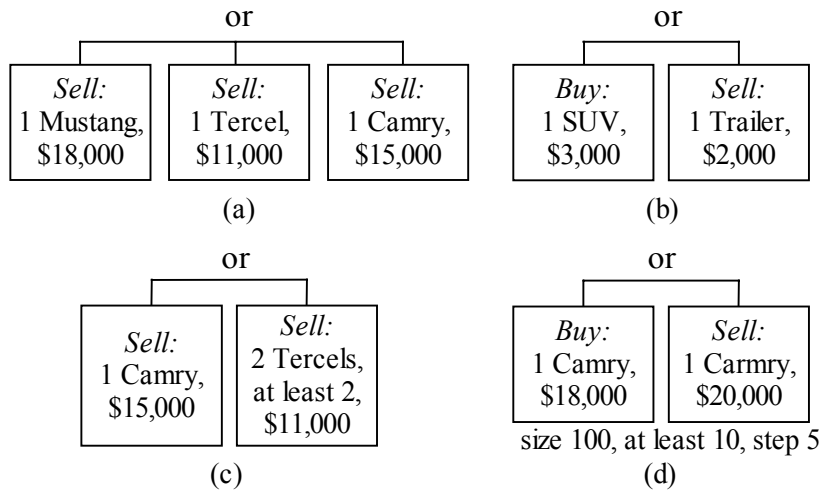 or
Sell:
1 Mustang,
$18,000
Sell:
1 Tercel,
$11,000
Sell:
1 Camry,
$15,000
(a)
or
Buy:
1 SUV,
$3,000
Sell:
1 Trailer,
$2,000
(b)
or
Sell:
1 Camry,
$15,000
Sell:
2 Tercels,
at least 2,
$11,000
(c)
or
Buy:
1 Camry,
$18,000
Sell:
1 Carmry,
$20,000
size 100, at least 10, step 5
(d)